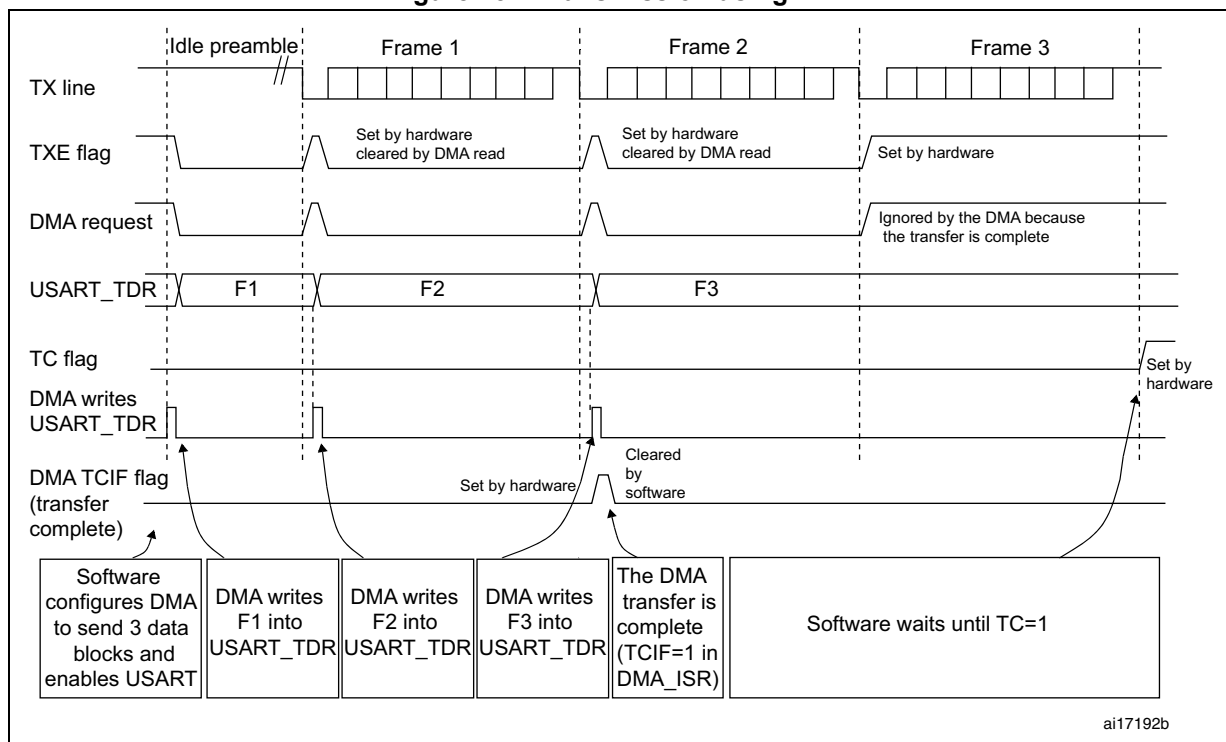 Idle preamble
Frame 1
Frame 2
Frame 3
TX line
TXE flag
Set by hardware
cleared by DMA read
Set by hardware
cleared by DMA read
Set by hardware
DMA request
Ignored by the DMA because
the transfer is complete
USART_TDR
F1
F2
F3
TC flag
Set by
hardware
DMA writes
USART_TDR
DMA TCIF flag
(transfer
complete)
Set by hardware
Cleared
by
software
Software
configures DMA
to send 3 data
blocks and
enables USART
DMA writes
F1 into
USART_TDR
DMA writes
F2 into
USART_TDR
DMA writes
F3 into
USART_TDR
The DMA
transfer is
complete
(TCIF=1 in
DMA_ISR)
Software waits until TC=1
ai17192b